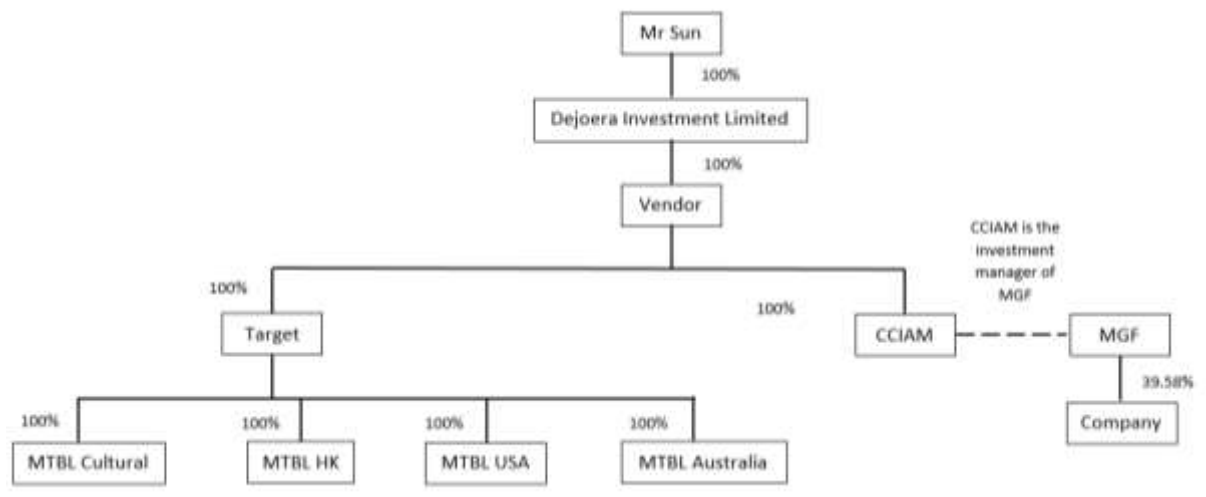 Mr Sun
100%
Dejoera Investment Limited
100%
Vendor
CCIAM is the
investment
manager of
MGF
100%
100%
Target
CCIAM
MGF
39.58%
Company
100%
100%
100%
100%
MTBL Cultural
MTBL HK
MTBL USA
MTBL Australia